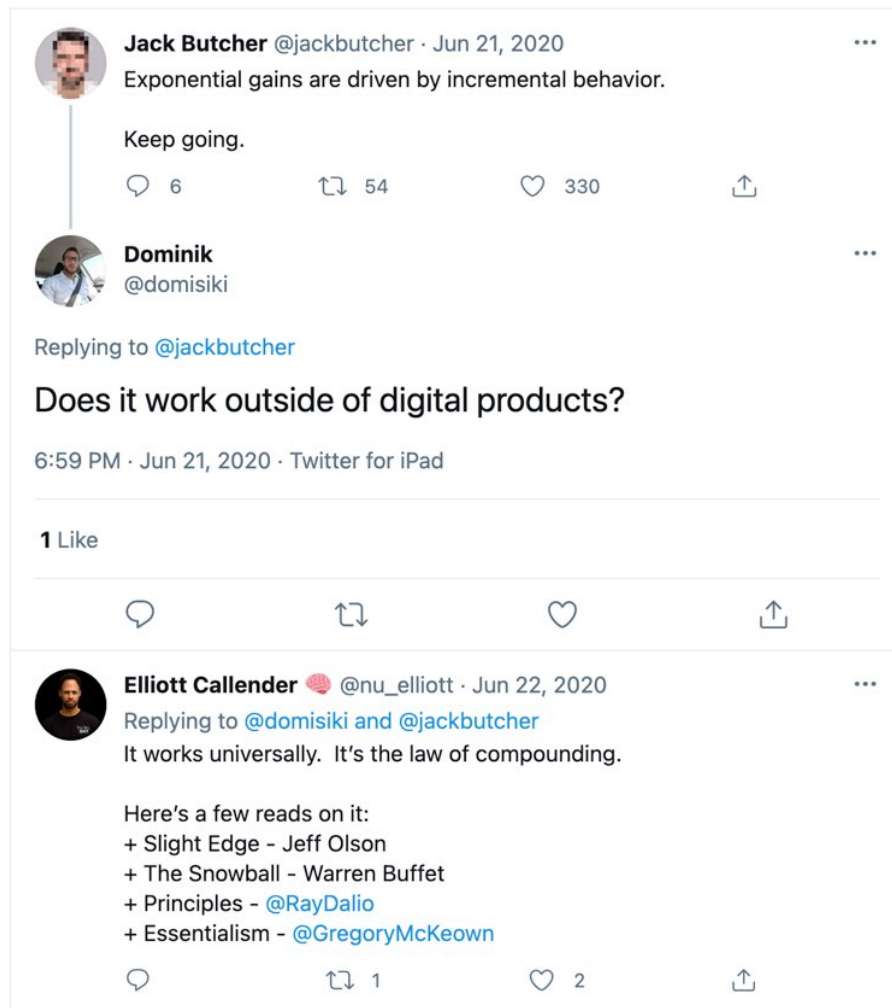 Jack Butcher @jackbutcher · Jun 21, 2020
Exponential gains are driven by incremental behavior.
Keep going.
6 54 330
Dominik
@domisiki
Replying to @jackbutcher
Does it work outside of digital products?
6:59 PM · Jun 21, 2020 · Twitter for iPad
1 Like
Elliott Callender 🧠 @nu_elliott · Jun 22, 2020
Replying to @domisiki and @jackbutcher
It works universally.  It’s the law of compounding.
Here’s a few reads on it:
+ Slight Edge - Jeff Olson
+ The Snowball - Warren Buffet
+ Principles - @RayDalio
+ Essentialism - @GregoryMcKeown
1 2